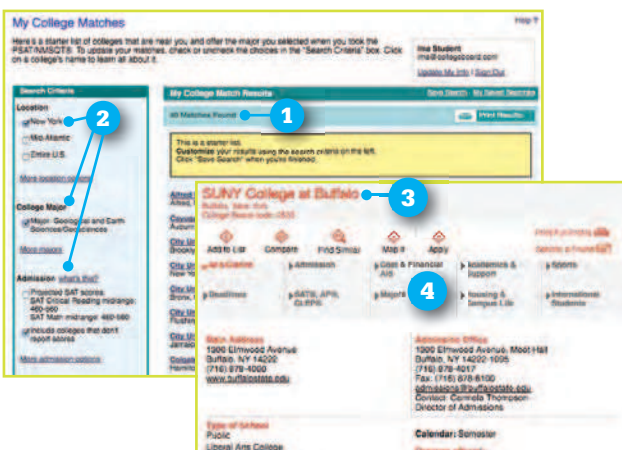 My College Matches
Help ?
Here's a starter list of colleges that are near you and offer the major you selected when you took the
PSAT/NMSQT®. To update your matches, check or uncheck the choices in the "Search Criteria" box. Click
on a college's name to learn all about it.
Ima Student
ima@collegeboard.com
Update My Info | Sign Out
Search Criteria
Location
New York
Mid-Atlantic
Entire U.S.
More location options
College Major
Major: Geological and Earth
Sciences/Geosciences
More majors
Admission what's this?
Projected SAT scores
SAT Critical Reading midrange:
460-560
SAT Math midrange: 460-560
Include colleges that don't
report scores
More admission options
2
My College Match Results
Save Search My Saved Searches
Matches Found
1
Print Results
This is a starter list.
Customize your results using the search criteria on the left.
Click "Save Search" when you're finished.
SUNY College at Buffalo
3
Buffalo, New York
Add to List
Compare
Find Similar
Map It
Apply
At a Glance
Admission
Cost & Financial
Aid
Academics &
Support
Sports
Deadlines
SAT®, AP®,
CLEP®
Majors
4
Housing &
Campus Life
International
Students
Main Address
1300 Elmwood Avenue
Buffalo, NY 14222
(716) 878-4000
www.buffalostate.edu
Admissions Office
1300 Elmwood Avenue, Moot Hall
Buffalo, NY 14222-1095
(716) 878-4017
Fax: (716) 878-6100
admissions@buffalostate.edu
Contact: Carmela Thompson
Director of Admissions
Type of School
Public
Liberal Arts College
Calendar: Semester